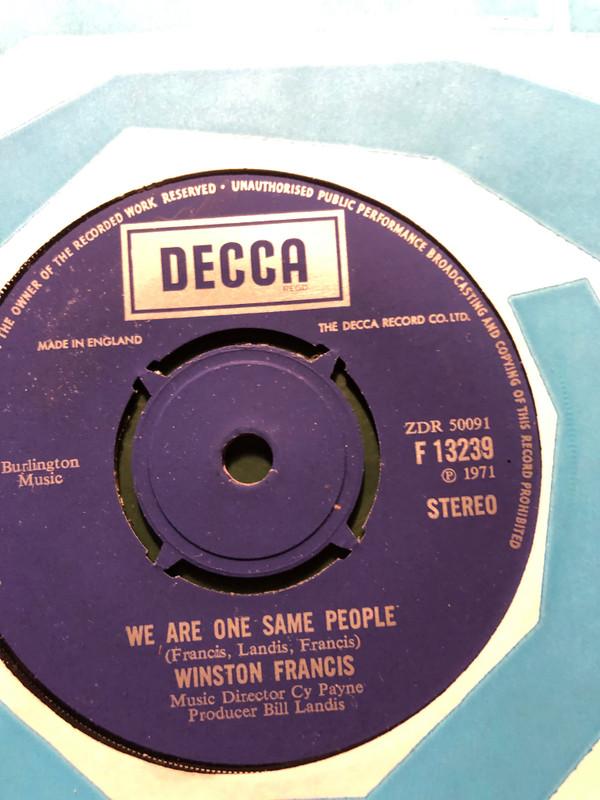 THE OWNER OF THE RECORDED WORK RESERVED • UNAUTHORISED PUBLIC PERFORMANCE BROADCASTING AND COPYING OF THIS RECORD PROHIBITED
DECCA
REGD
MADE IN ENGLAND
THE DECCA RECORD CO. LTD.
ZDR 50091
F 13239
℗ 1971
STEREO
Burlington
Music
WE ARE ONE SAME PEOPLE
(Francis, Landis, Francis)
WINSTON FRANCIS
Music Director Cy Payne
Producer Bill Landis